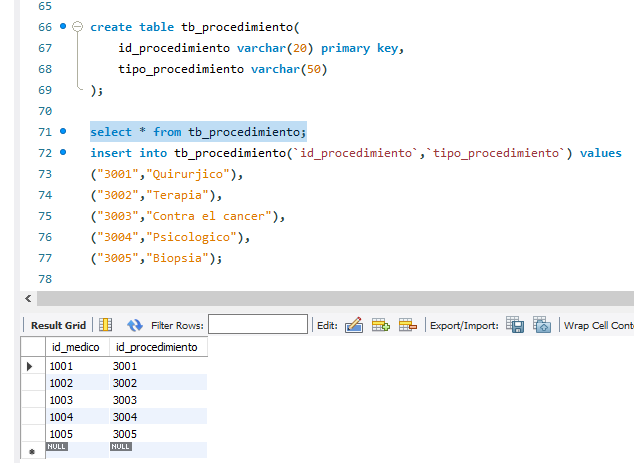 65
66 create table tb_procedimiento(
67 id_procedimiento varchar(20) primary key,
68 tipo_procedimiento varchar(50)
69 );
70
71 select * from tb_procedimiento;
72 insert into tb_procedimiento(`id_procedimiento`,`tipo_procedimiento`) values
73 ("3001","Quirurjico"),
74 ("3002","Terapia"),
75 ("3003","Contra el cancer"),
76 ("3004","Psicologico"),
77 ("3005","Biopsia");
78
Result Grid Filter Rows: Edit: Export/Import: Wrap Cell Conte
id_medico id_procedimiento
1001 3001
1002 3002
1003 3003
1004 3004
1005 3005
NULL NULL